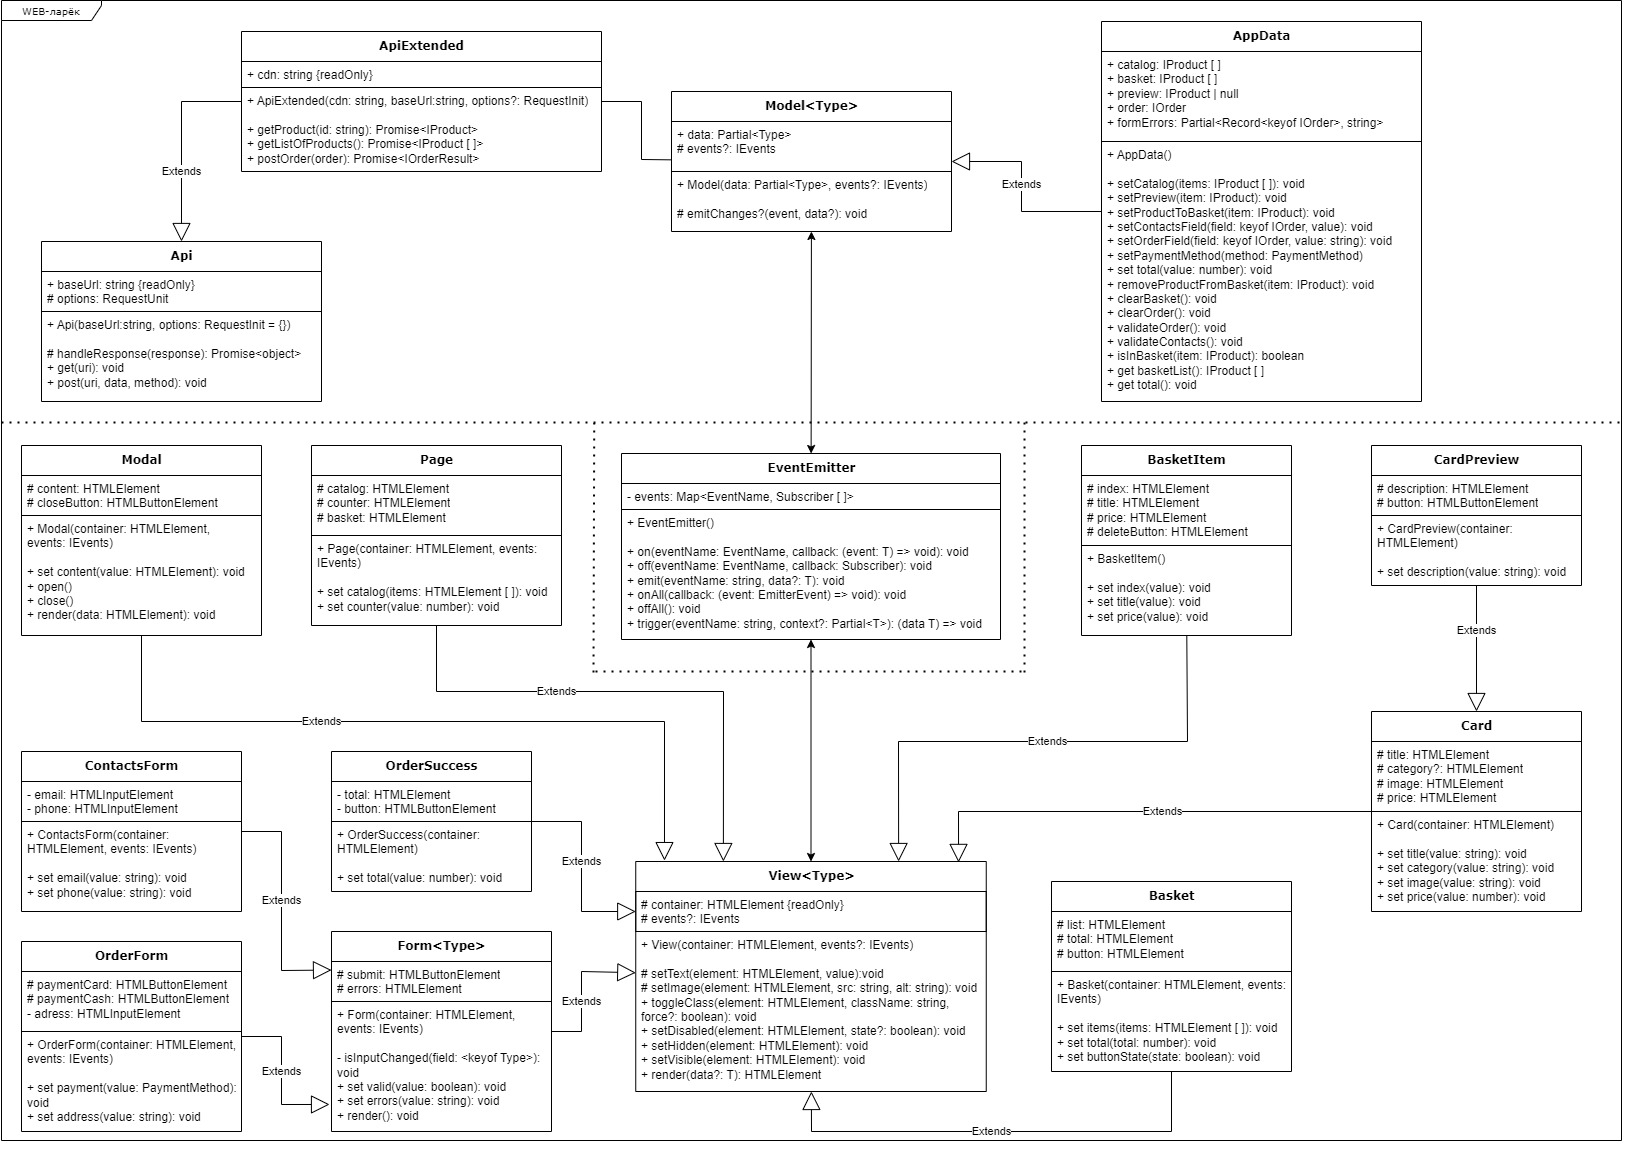 WEB-ларёк
ApiExtended
+ cdn: string {readOnly}
+ ApiExtended(cdn: string, baseUrl:string, options?: RequestInit)
+ getProduct(id: string): Promise<IProduct>
+ getListOfProducts(): Promise<IProduct [ ]>
+ postOrder(order): Promise<IOrderResult>
Model<Type>
+ data: Partial<Type>
# events?: IEvents
+ Model(data: Partial<Type>, events?: IEvents)
# emitChanges?(event, data?): void
AppData
+ catalog: IProduct [ ]
+ basket: IProduct [ ]
+ preview: IProduct | null
+ order: IOrder
+ formErrors: Partial<Record<keyof IOrder>, string>
+ AppData()
+ setCatalog(items: IProduct [ ]): void
+ setPreview(item: IProduct): void
+ setProductToBasket(item: IProduct): void
+ setContactsField(field: keyof IOrder, value): void
+ setOrderField(field: keyof IOrder, value: string): void
+ setPaymentMethod(method: PaymentMethod)
+ set total(value: number): void
+ removeProductFromBasket(item: IProduct): void
+ clearBasket(): void
+ clearOrder(): void
+ validateOrder(): void
+ validateContacts(): void
+ isInBasket(item: IProduct): boolean
+ get basketList(): IProduct [ ]
+ get total(): void
Extends
Extends
Api
+ baseUrl: string {readOnly}
# options: RequestUnit
+ Api(baseUrl:string, options: RequestInit = {})
# handleResponse(response): Promise<object>
+ get(uri): void
+ post(uri, data, method): void
Modal
# content: HTMLElement
# closeButton: HTMLButtonElement
+ Modal(container: HTMLElement,
events: IEvents)
+ set content(value: HTMLElement): void
+ open()
+ close()
+ render(data: HTMLElement): void
Page
# catalog: HTMLElement
# counter: HTMLElement
# basket: HTMLElement
+ Page(container: HTMLElement, events:
IEvents)
+ set catalog(items: HTMLElement [ ]): void
+ set counter(value: number): void
EventEmitter
- events: Map<EventName, Subscriber [ ]>
+ EventEmitter()
+ on(eventName: EventName, callback: (event: T) => void): void
+ off(eventName: EventName, callback: Subscriber): void
+ emit(eventName: string, data?: T): void
+ onAll(callback: (event: EmitterEvent) => void): void
+ offAll(): void
+ trigger(eventName: string, context?: Partial<T>): (data T) => void
BasketItem
# index: HTMLElement
# title: HTMLElement
# price: HTMLElement
# deleteButton: HTMLElement
+ BasketItem()
+ set index(value): void
+ set title(value): void
+ set price(value): void
CardPreview
# description: HTMLElement
# button: HTMLButtonElement
+ CardPreview(container:
HTMLElement)
+ set description(value: string): void
Extends
Extends
Extends
Extends
Extends
ContactsForm
- email: HTMLInputElement
- phone: HTMLInputElement
+ ContactsForm(container:
HTMLElement, events: IEvents)
+ set email(value: string): void
+ set phone(value: string): void
OrderSuccess
- total: HTMLElement
- button: HTMLButtonElement
+ OrderSuccess(container:
HTMLElement)
+ set total(value: number): void
Extends
Extends
Card
# title: HTMLElement
# category?: HTMLElement
# image: HTMLElement
# price: HTMLElement
+ Card(container: HTMLElement)
+ set title(value: string): void
+ set category(value: string): void
+ set image(value: string): void
+ set price(value: number): void
OrderForm
# paymentCard: HTMLButtonElement
# paymentCash: HTMLButtonElement
- adress: HTMLInputElement
+ OrderForm(container: HTMLElement,
events: IEvents)
+ set payment(value: PaymentMethod):
void
+ set address(value: string): void
Extends
Form<Type>
# submit: HTMLButtonElement
# errors: HTMLElement
+ Form(container: HTMLElement,
events: IEvents)
- isInputChanged(field: <keyof Type>):
void
+ set valid(value: boolean): void
+ set errors(value: string): void
+ render(): void
Extends
View<Type>
# container: HTMLElement {readOnly}
# events?: IEvents
+ View(container: HTMLElement, events?: IEvents)
# setText(element: HTMLElement, value):void
# setImage(element: HTMLElement, src: string, alt: string): void
+ toggleClass(element: HTMLElement, className: string,
force?: boolean): void
+ setDisabled(element: HTMLElement, state?: boolean): void
+ setHidden(element: HTMLElement): void
+ setVisible(element: HTMLElement): void
+ render(data?: T): HTMLElement
Basket
# list: HTMLElement
# total: HTMLElement
# button: HTMLElement
+ Basket(container: HTMLElement, events:
IEvents)
+ set items(items: HTMLElement [ ]): void
+ set total(total: number): void
+ set buttonState(state: boolean): void
Extends